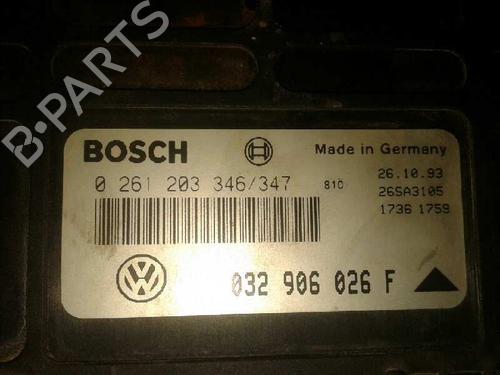 B-PARTS
BOSCH
Made in Germany
0 261 203 346/347
810
26.10.93
26SA3105
1736 1759
032 906 026 F